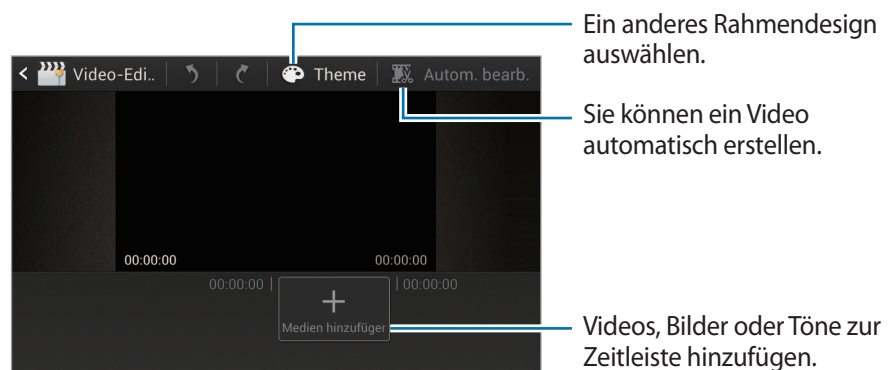 Ein anderes Rahmendesign
auswählen.
Video-Edi.. Theme Autom. bearb.
Sie können ein Video
automatisch erstellen.
00:00:00 00:00:00
00:00:00 00:00:00
Medien hinzufüger
Videos, Bilder oder Töne zur
Zeitleiste hinzufügen.